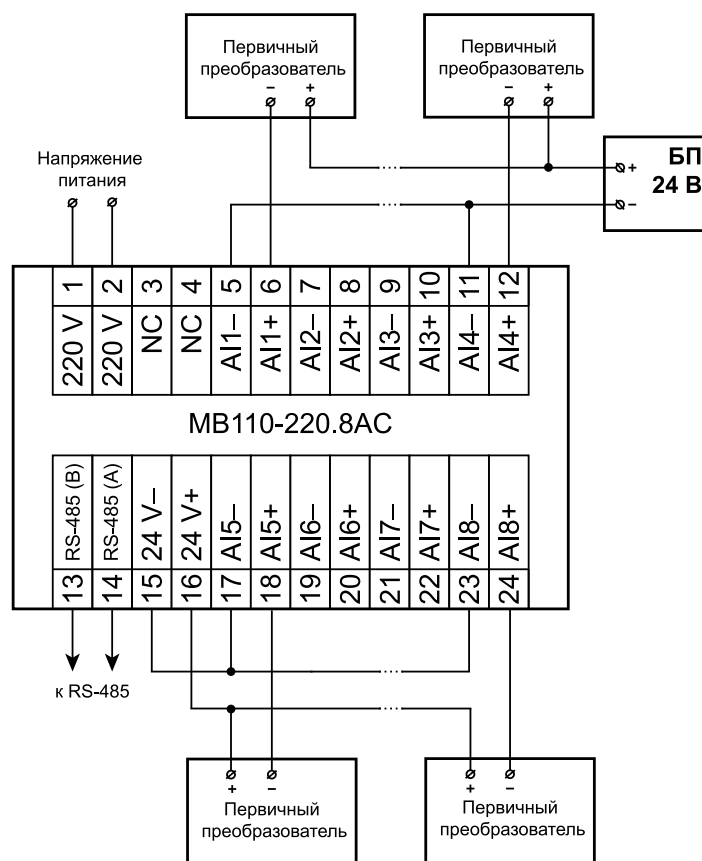 Первичный
преобразователь
– +
Первичный
преобразователь
– +
БП
24 В
+
–
Напряжение
питания
1 2 3 4 5 6 7 8 9 10 11 12
220 V 220 V NC NC AI1– AI1+ AI2– AI2+ AI3– AI3+ AI4– AI4+
МВ110-220.8АС
RS-485 (B) RS-485 (A) 24 V– 24 V+ AI5– AI5+ AI6– AI6+ AI7– AI7+ AI8– AI8+
13 14 15 16 17 18 19 20 21 22 23 24
к RS-485
+ –
Первичный
преобразователь
+ –
Первичный
преобразователь